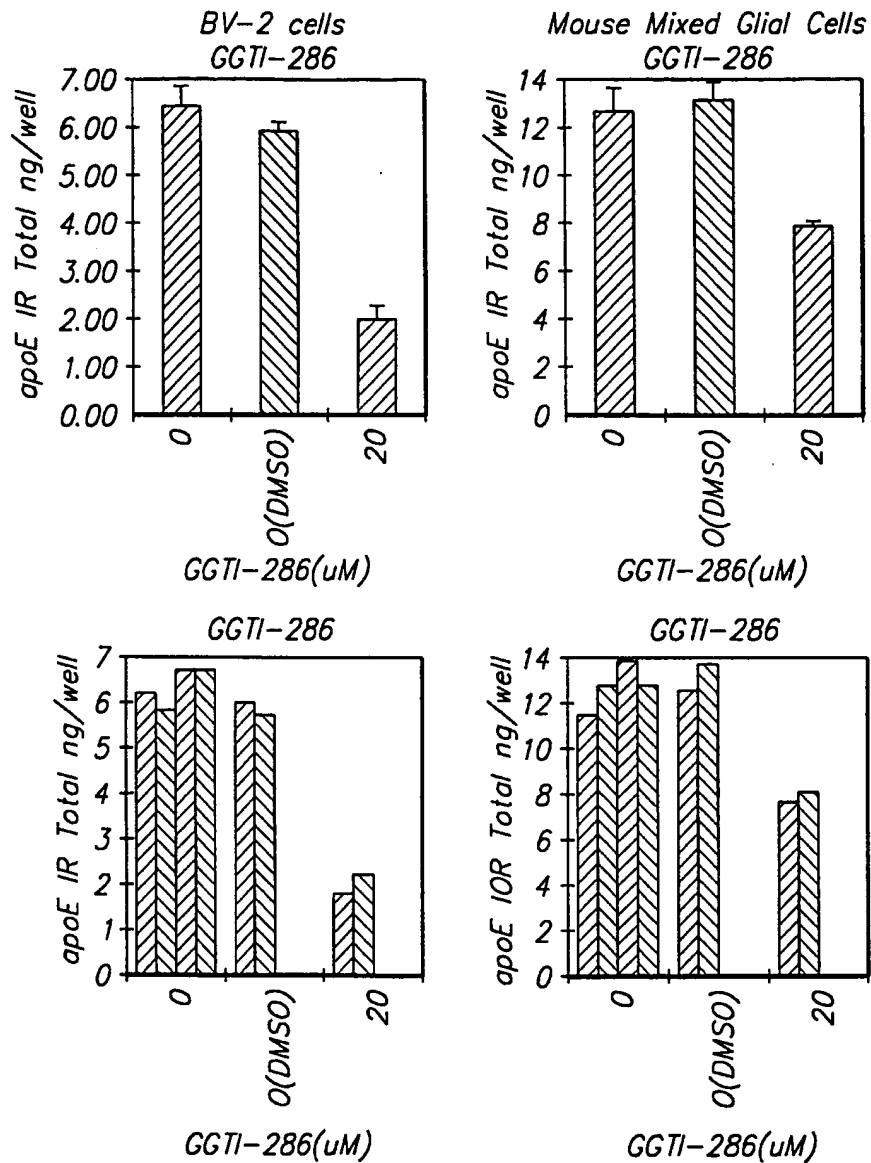 BV-2 cells
GGTI-286
apoE IR Total ng/well
7.00
6.00
5.00
4.00
3.00
2.00
1.00
0.00
0
O(DMSO)
20
GGTI-286(uM)
Mouse Mixed Glial Cells
GGTI-286
apoE IR Total ng/well
14
12
10
8
6
4
2
0
0
O(DMSO)
20
GGTI-286(uM)
GGTI-286
apoE IR Total ng/well
7
6
5
4
3
2
1
0
0
O(DMSO)
20
GGTI-286(uM)
GGTI-286
apoE IOR Total ng/well
14
12
10
8
6
4
2
0
0
O(DMSO)
20
GGTI-286(uM)